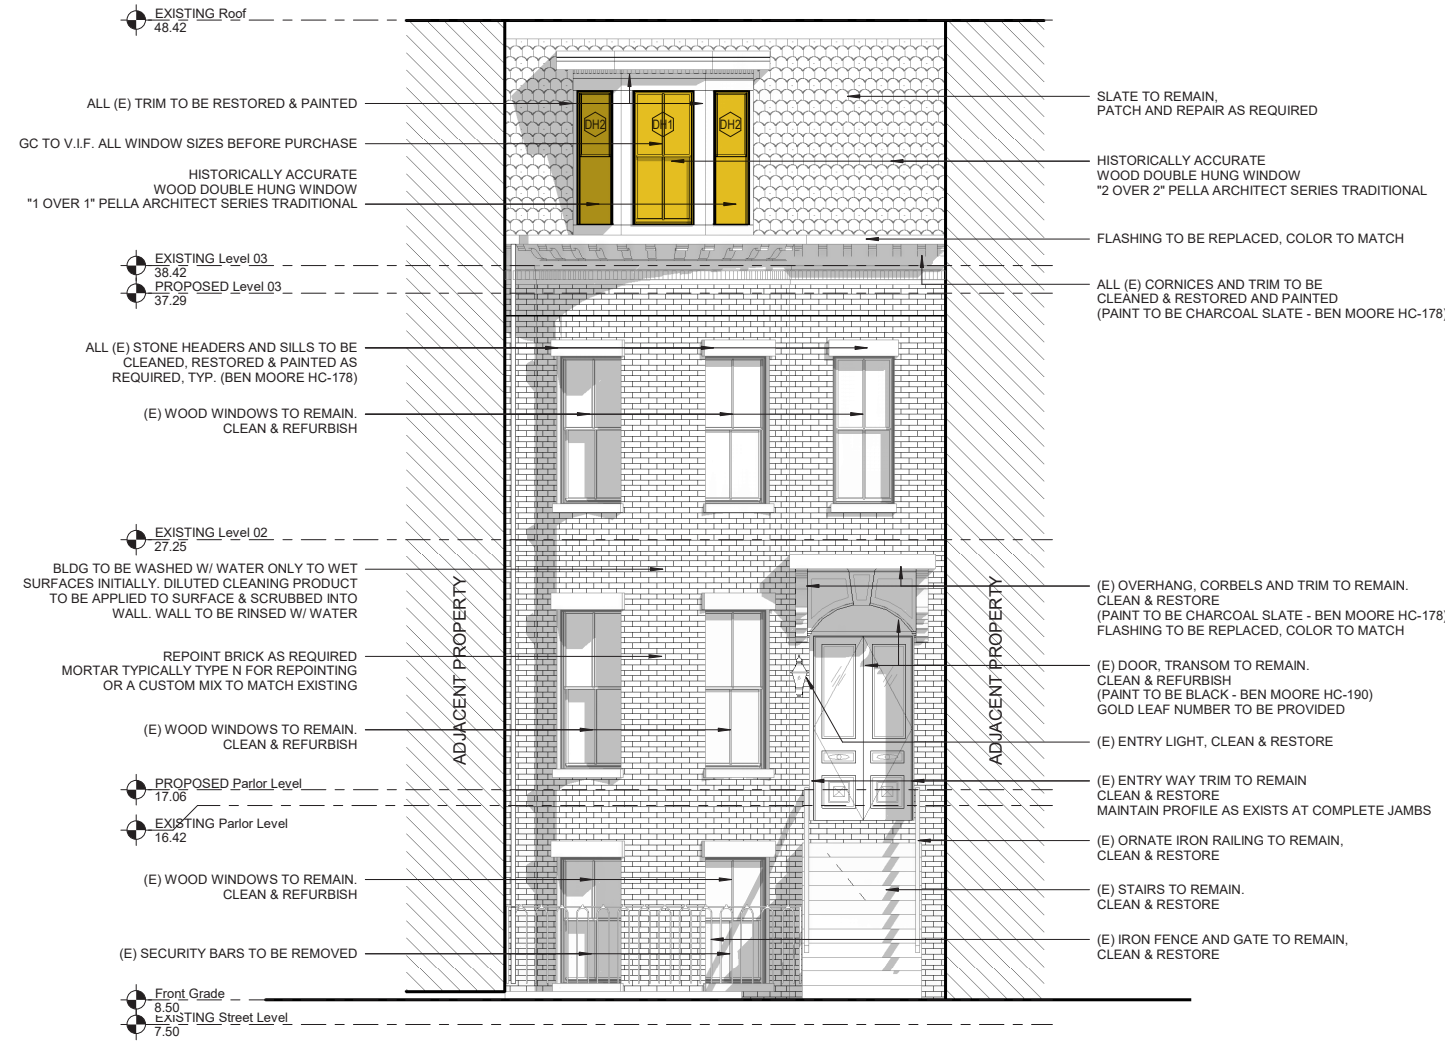 EXISTING Roof
48.42
ALL (E) TRIM TO BE RESTORED & PAINTED
GC TO V.I.F. ALL WINDOW SIZES BEFORE PURCHASE
HISTORICALLY ACCURATE
WOOD DOUBLE HUNG WINDOW
"1 OVER 1" PELLA ARCHITECT SERIES TRADITIONAL
EXISTING Level 03
38.42
PROPOSED Level 03
37.29
ALL (E) STONE HEADERS AND SILLS TO BE
CLEANED, RESTORED & PAINTED AS
REQUIRED, TYP. (BEN MOORE HC-178)
(E) WOOD WINDOWS TO REMAIN.
CLEAN & REFURBISH
EXISTING Level 02
27.25
BLDG TO BE WASHED W/ WATER ONLY TO WET
SURFACES INITIALLY. DILUTED CLEANING PRODUCT
TO BE APPLIED TO SURFACE & SCRUBBED INTO
WALL. WALL TO BE RINSED W/ WATER
REPOINT BRICK AS REQUIRED
MORTAR TYPICALLY TYPE N FOR REPOINTING
OR A CUSTOM MIX TO MATCH EXISTING
(E) WOOD WINDOWS TO REMAIN.
CLEAN & REFURBISH
PROPOSED Parlor Level
17.06
EXISTING Parlor Level
16.42
(E) WOOD WINDOWS TO REMAIN.
CLEAN & REFURBISH
(E) SECURITY BARS TO BE REMOVED
Front Grade
8.50
EXISTING Street Level
7.50
DH2
DH1
DH2
ADJACENT PROPERTY
ADJACENT PROPERTY
SLATE TO REMAIN,
PATCH AND REPAIR AS REQUIRED
HISTORICALLY ACCURATE
WOOD DOUBLE HUNG WINDOW
"2 OVER 2" PELLA ARCHITECT SERIES TRADITIONAL
FLASHING TO BE REPLACED, COLOR TO MATCH
ALL (E) CORNICES AND TRIM TO BE
CLEANED & RESTORED AND PAINTED
(PAINT TO BE CHARCOAL SLATE - BEN MOORE HC-178)
(E) OVERHANG, CORBELS AND TRIM TO REMAIN.
CLEAN & RESTORE
(PAINT TO BE CHARCOAL SLATE - BEN MOORE HC-178)
FLASHING TO BE REPLACED, COLOR TO MATCH
(E) DOOR, TRANSOM TO REMAIN.
CLEAN & REFURBISH
(PAINT TO BE BLACK - BEN MOORE HC-190)
GOLD LEAF NUMBER TO BE PROVIDED
(E) ENTRY LIGHT, CLEAN & RESTORE
(E) ENTRY WAY TRIM TO REMAIN
CLEAN & RESTORE
MAINTAIN PROFILE AS EXISTS AT COMPLETE JAMBS
(E) ORNATE IRON RAILING TO REMAIN,
CLEAN & RESTORE
(E) STAIRS TO REMAIN.
CLEAN & RESTORE
(E) IRON FENCE AND GATE TO REMAIN,
CLEAN & RESTORE